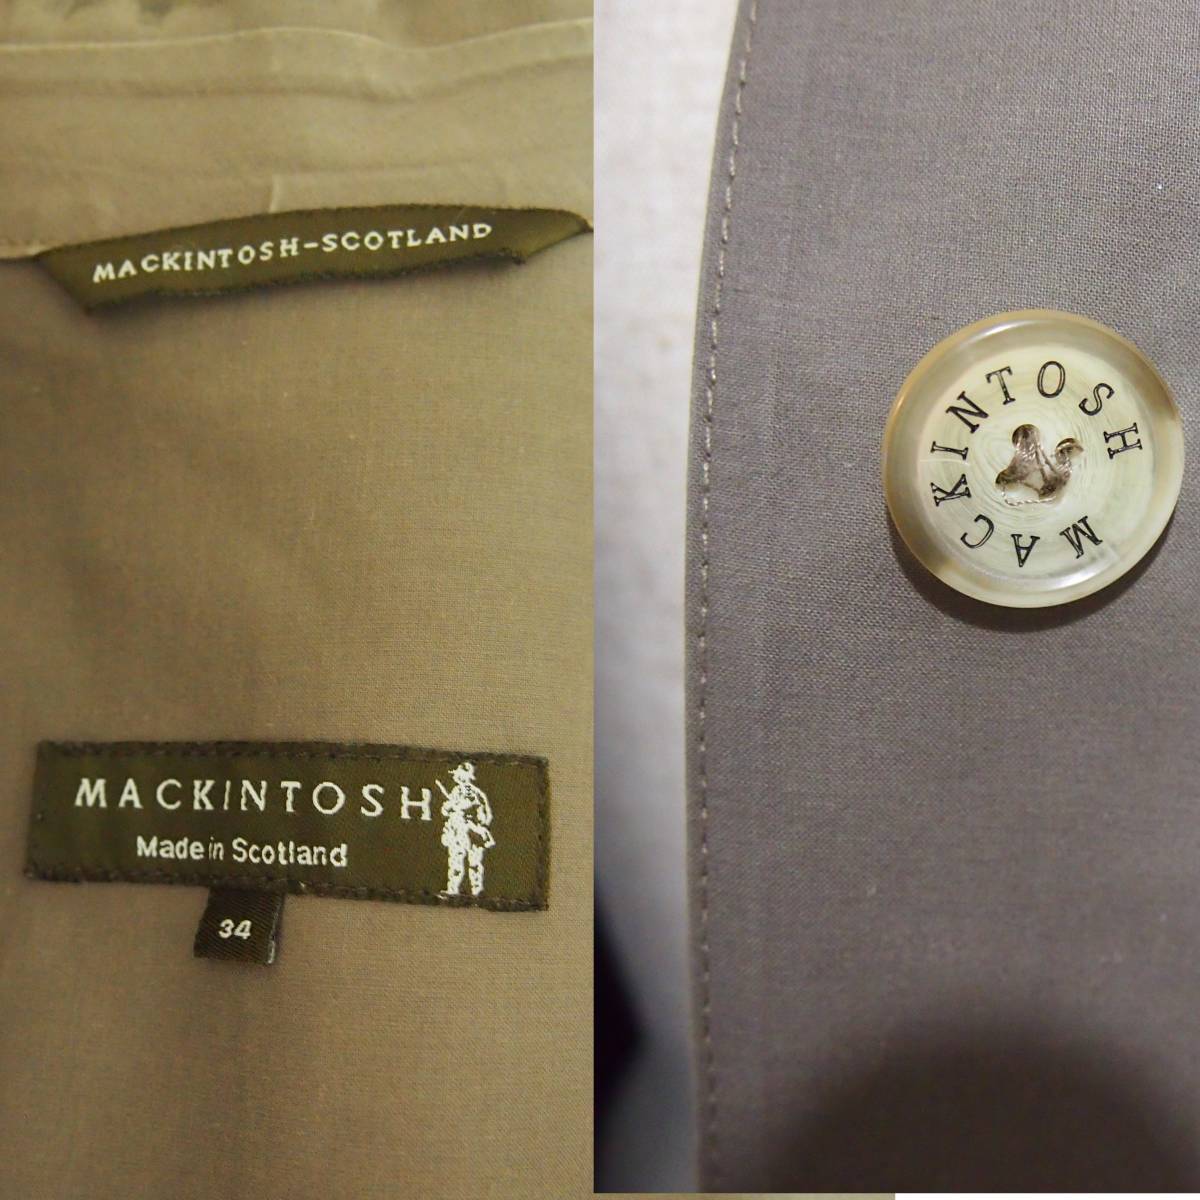 MACKINTOSH-SCOTLAND
MACKINTOSH
Made in Scotland
34
MACKINTOSH